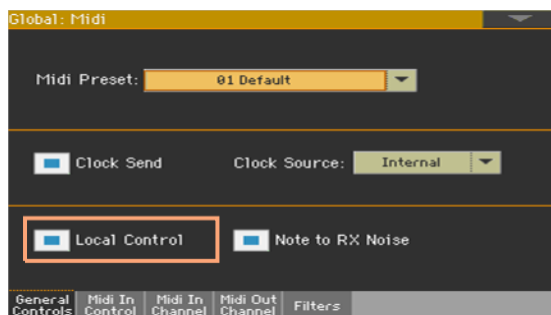 Global: Midi
Midi Preset: 01 Default
Clock Send Clock Source: Internal
Local Control Note to RX Noise
General Controls Midi In Control Midi In Channel Midi Out Channel Filters